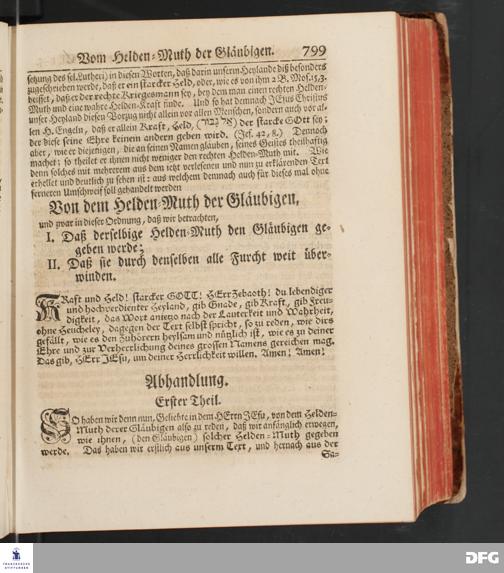 Vom Helden-Muth der Gläubigen. 799
setzung des sel. Lutheri) in diesen Worten, daß darin unserm Heylande diß besonders
zugeschrieben werde, daß er ein starcker Held, oder, wie es von ihm 2 B. Mos. 15,3.
heisset, daß er der rechte Kriegesmann sey, bey dem man einen rechten Helden-
Muth und eine wahre Helden-Kraft finde. Und so hat demnach JEsus Christus
unser Heyland diesen Vorzug nicht allein vor allen Menschen, sondern auch vor al-
len H. Engeln, daß er allein Kraft, Held, (אל גבור) der starcke GOtt sey;
der diese seine Ehre keinem andern geben wird. (Jes. 42, 8.) Dennoch
aber, wie er diejenigen, die an seinen Namen glauben, seines Geistes theilhaftig
machet; so theilet er ihnen nicht weniger den rechten Helden-Muth mit. Wie
denn solches mit mehrerm aus dem jetzt verlesenen und nun zu erklärenden Text
erhellet und deutlich zu sehen ist: aus welchem demnach auch für dieses mal ohne
ferneren Umschweif soll gehandelt werden
Von dem Helden-Muth der Gläubigen,
und zwar in dieser Ordnung, daß wir betrachten,
I. Daß derselbige Helden-Muth den Gläubigen ge-
geben werde;
II. Daß sie durch denselben alle Furcht weit über-
winden.
KRaft und Held! starcker GOTT! HErr Zebaoth! du lebendiger
und hochverdienter Heyland, gib Gnade, gib Kraft, gib Freu-
digkeit, das Wort anietzo nach der Lauterkeit und Wahrheit,
ohne Heucheley, dagegen der Text selbst spricht, so zu reden, wie dirs
gefällt, wie es den Zuhörern heylsam und nützlich ist, wie es zu deiner
Ehre und zur Verherrlichung deines grossen Namens gereichen mag.
Das gib, HErr JEsu, um deiner Herrlichkeit willen, Amen! Amen!
Abhandlung.
Erster Theil.
SO haben wir denn nun, Geliebte in dem HErrn JEsu, von dem Helden-
Muth derer Gläubigen also zu reden, daß wir anfänglich erwegen,
wie ihnen, (den Gläubigen) solcher Helden-Muth gegeben
werde. Das haben wir erstlich aus unserm Text, und hernach aus der
Sa-
FRANCKESCHE
STIFTUNGEN
DFG